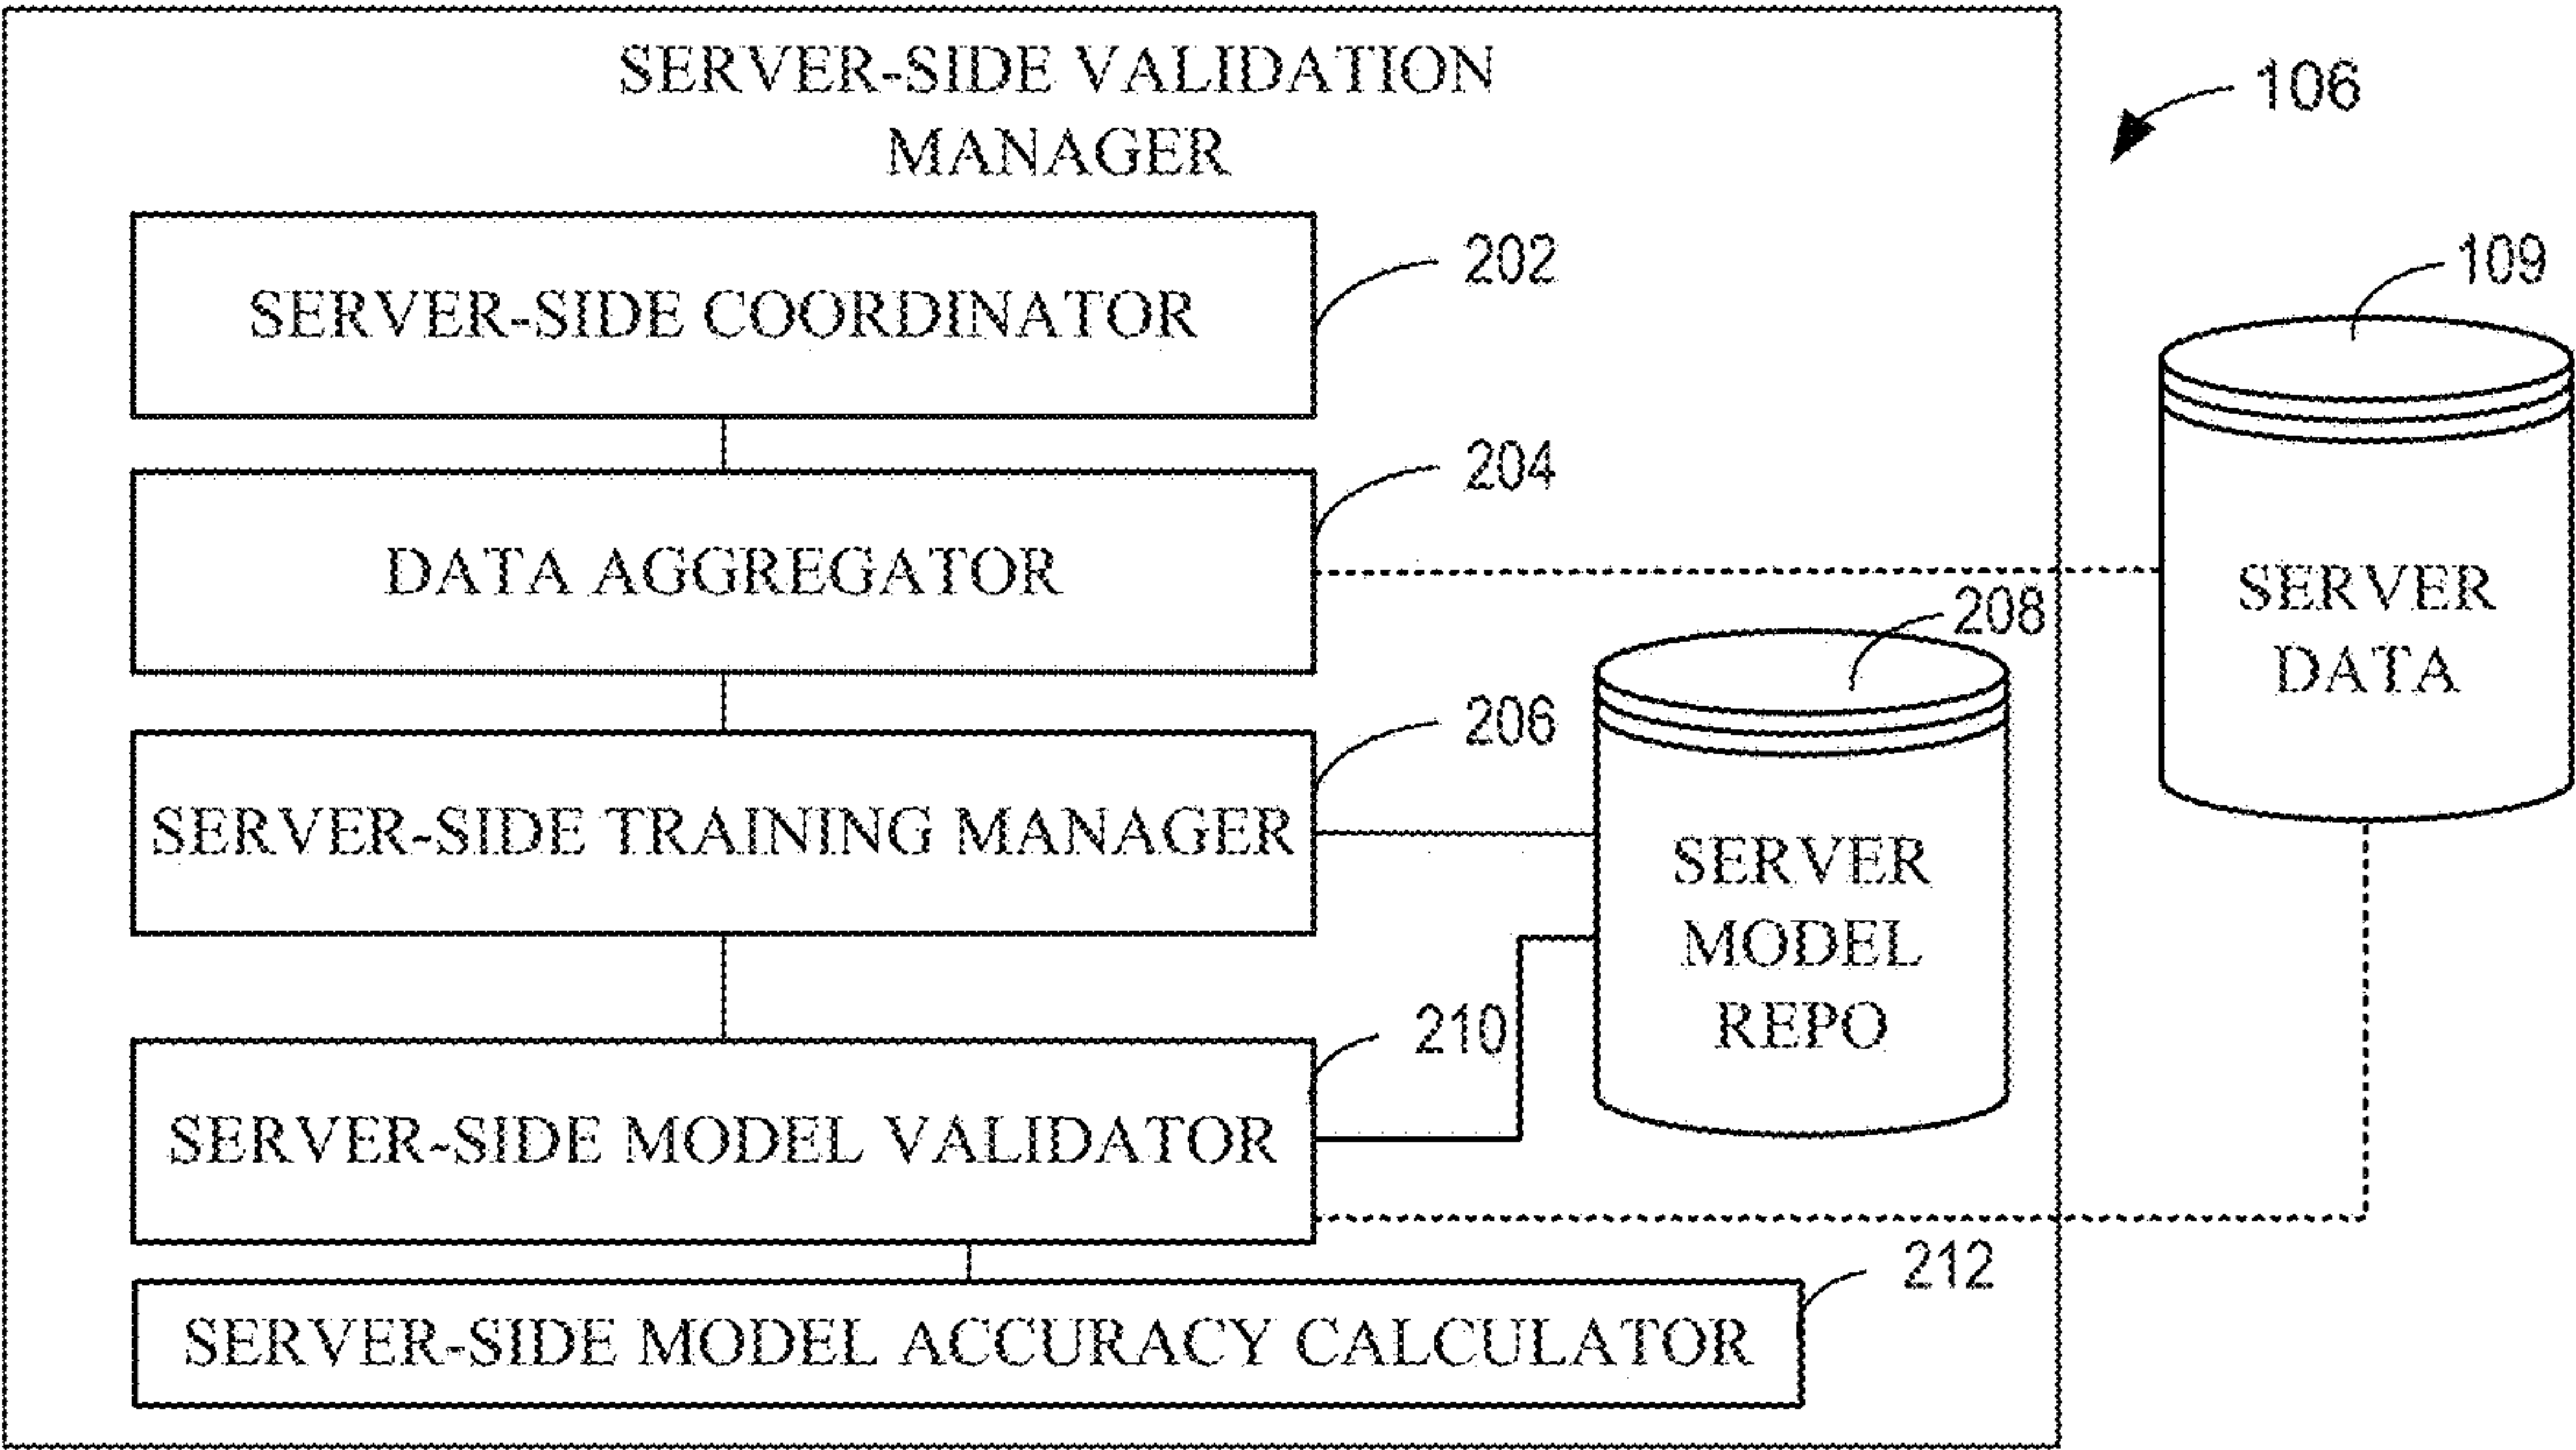 SERVER-SIDE VALIDATION
MANAGER
106
SERVER-SIDE COORDINATOR
202
109
DATA AGGREGATOR
204
SERVER
DATA
208
SERVER-SIDE TRAINING MANAGER
206
SERVER
MODEL
REPO
SERVER-SIDE MODEL VALIDATOR
210
SERVER-SIDE MODEL ACCURACY CALCULATOR
212